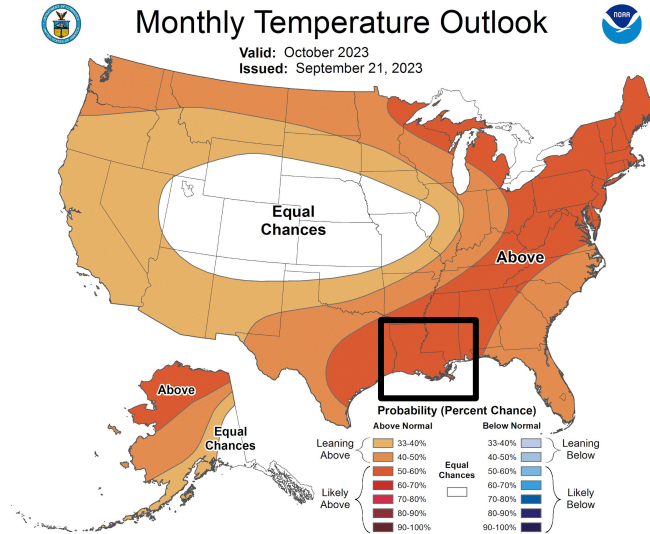 Monthly Temperature Outlook
NOAA
Valid: October 2023
Issued: September 21, 2023
Equal
Chances
Above
Above
Equal
Chances
Probability (Percent Chance)
Above Normal Below Normal
Leaning
Above
33-40%
40-50%
Likely
Above
50-60%
60-70%
70-80%
80-90%
90-100%
Equal
Chances
33-40%
40-50%
Leaning
Below
50-60%
60-70%
70-80%
80-90%
90-100%
Likely
Below